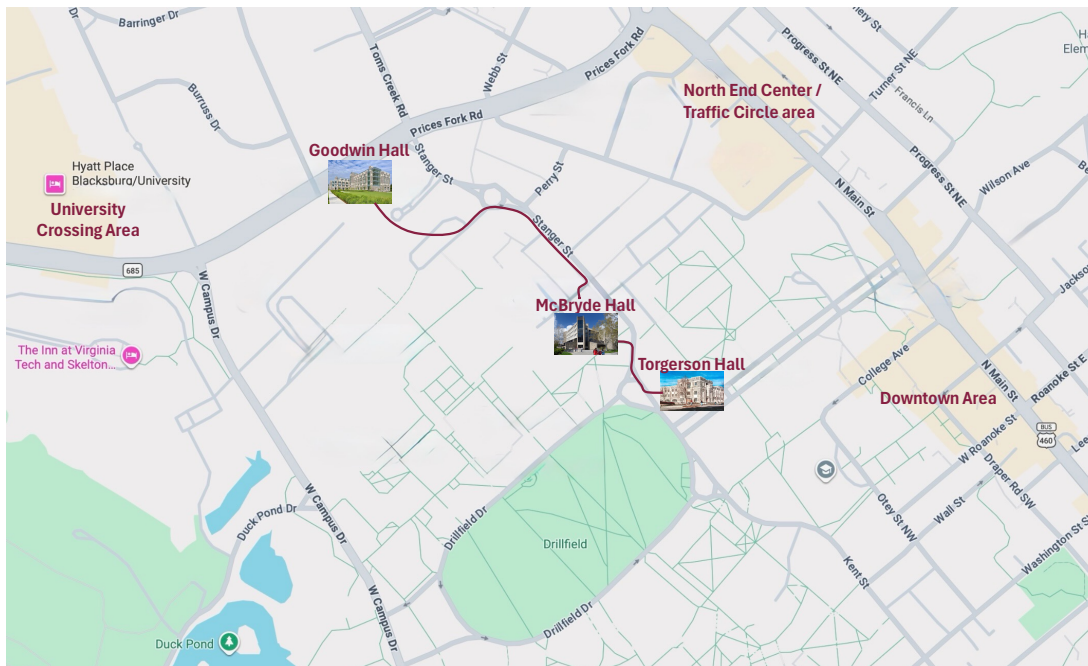 Barringer Dr
Burruss Dr
Toms Creek Rd
Webb St
Prices Fork Rd
Prices Fork Rd
Progress St NE
Turner St NE
Francis Ln
Progress St NE
Wilson Ave
North End Center /
Traffic Circle area
Goodwin Hall
Stanger St
Perry St
Hyatt Place
Blacksburg/University
University
Crossing Area
N Main St
Stanger St
685
W Campus Dr
McBryde Hall
The Inn at Virginia
Tech and Skelton...
Torgerson Hall
College Ave
N Main St
Roanoke St E
Downtown Area
BUS
460
W Roanoke St
Draper Rd SW
Wall St
Otey St NW
Washington St S
Kent St
W Campus Dr
Duck Pond Dr
Drillfield Dr
Drillfield
Drillfield Dr
W Campus Dr
Duck Pond